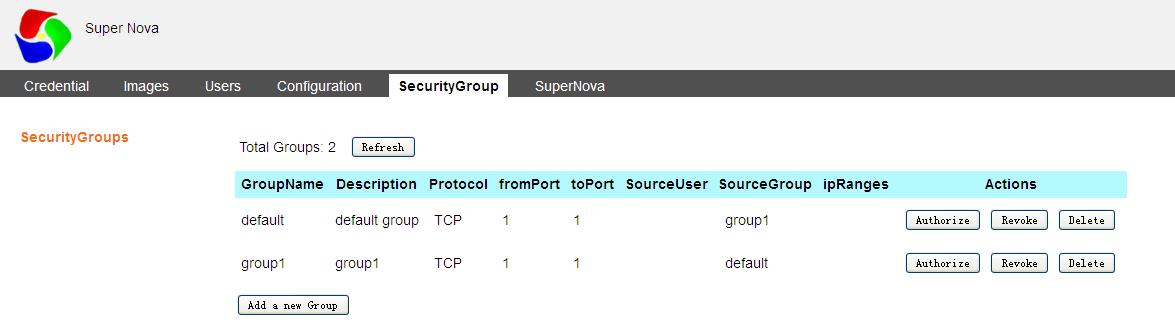 Super Nova
Credential Images Users Configuration SecurityGroup SuperNova
SecurityGroups
Total Groups: 2 Refresh
GroupName Description Protocol fromPort toPort SourceUser SourceGroup ipRanges Actions
default default group TCP 1 1 group1 Authorize Revoke Delete
group1 group1 TCP 1 1 default Authorize Revoke Delete
Add a new Group